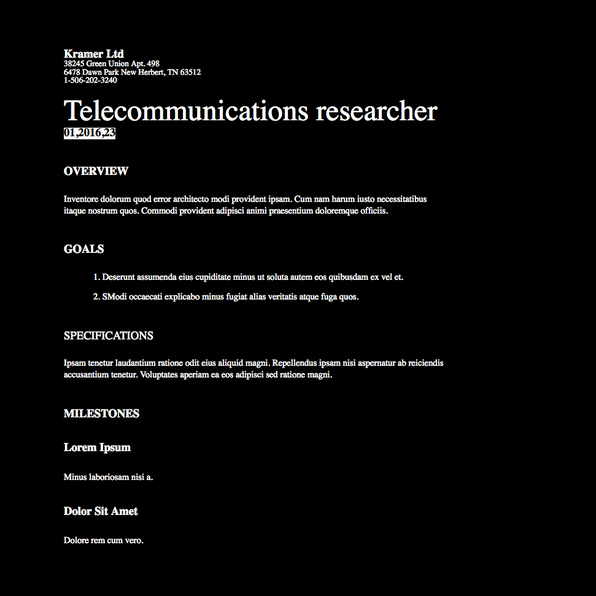 Kramer Ltd
38245 Green Union Apt. 498
6478 Dawn Park New Herbert, TN 63512
1-506-202-3240
Telecommunications researcher
01,2016,23
OVERVIEW
Inventore dolorum quod error architecto modi provident ipsam. Cum nam harum iusto necessitatibus
itaque nostrum quos. Commodi provident adipisci animi praesentium doloremque officiis.
GOALS
1. Deserunt assumenda eius cupiditate minus ut soluta autem eos quibusdam ex vel et.
2. SModi occaecati explicabo minus fugiat alias veritatis atque fuga quos.
SPECIFICATIONS
Ipsam tenetur laudantium ratione odit eius aliquid magni. Repellendus ipsam nisi aspernatur ab reiciendis
accusantium tenetur. Voluptates aperiam ea eos adipisci sed ratione magni.
MILESTONES
Lorem Ipsum
Minus laboriosam nisi a.
Dolor Sit Amet
Dolore rem cum vero.